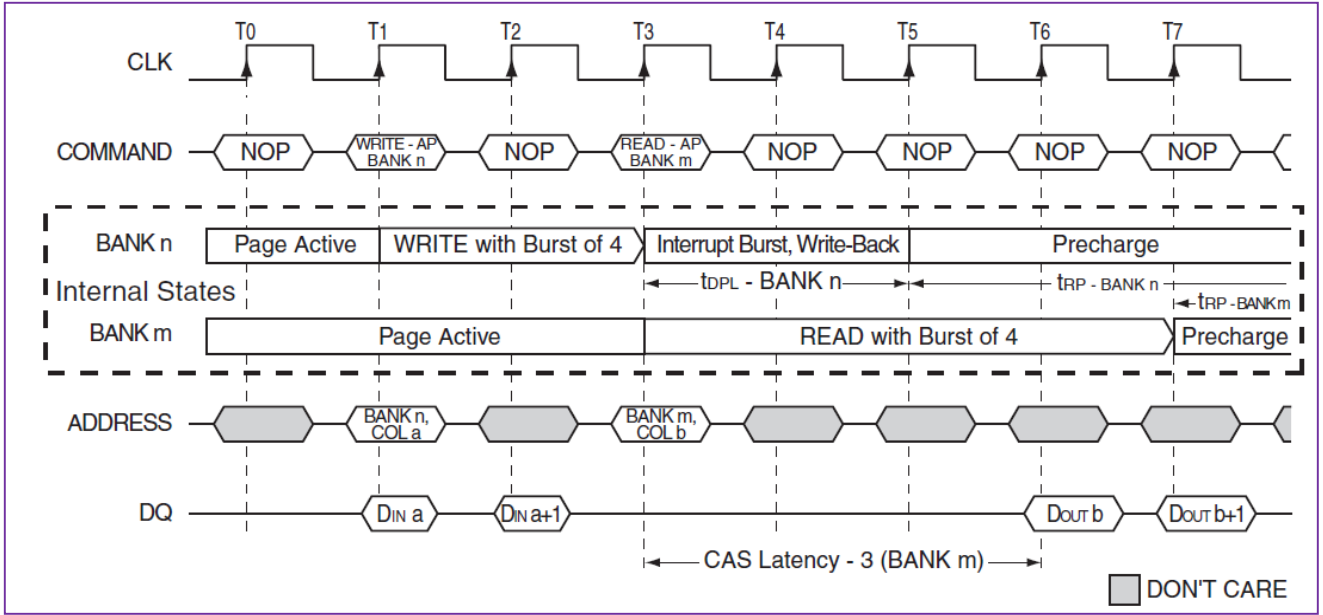 T0 T1 T2 T3 T4 T5 T6 T7
CLK
COMMAND NOP WRITE - AP BANK n NOP READ - AP BANK m NOP NOP NOP NOP
BANK n Page Active WRITE with Burst of 4 Interrupt Burst, Write-Back Precharge
tDPL - BANK n tRP - BANK n
Internal States
tRP - BANK m
BANK m Page Active READ with Burst of 4 Precharge
ADDRESS BANK n, COL a BANK m, COL b
DQ DIN a DIN a+1 DOUT b DOUT b+1
CAS Latency - 3 (BANK m)
DON'T CARE